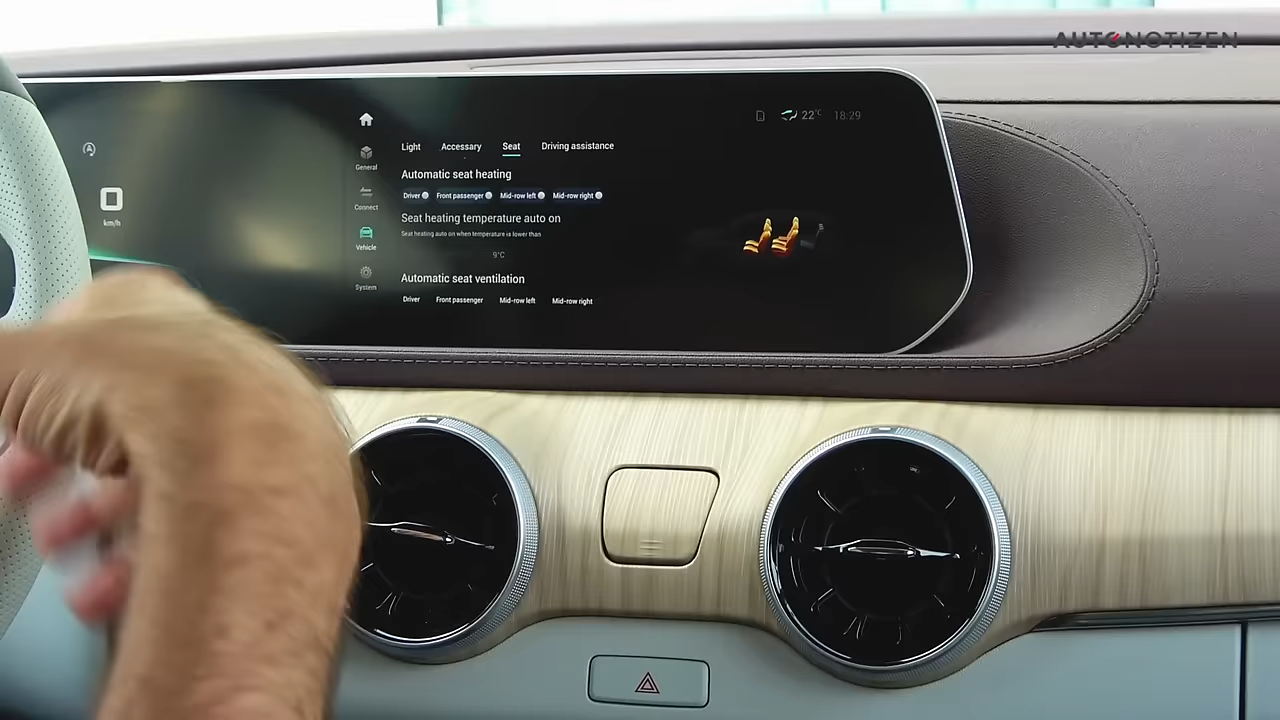 AUTONOTIZEN
22°C 18:29
Light Accessary Seat Driving assistance
General
Automatic seat heating
Driver Front passenger Mid-row left Mid-row right
km/h
Connect
Seat heating temperature auto on
Seat heating auto on when temperature is lower than
Vehicle
9°C
System
Automatic seat ventilation
Driver Front passenger Mid-row left Mid-row right